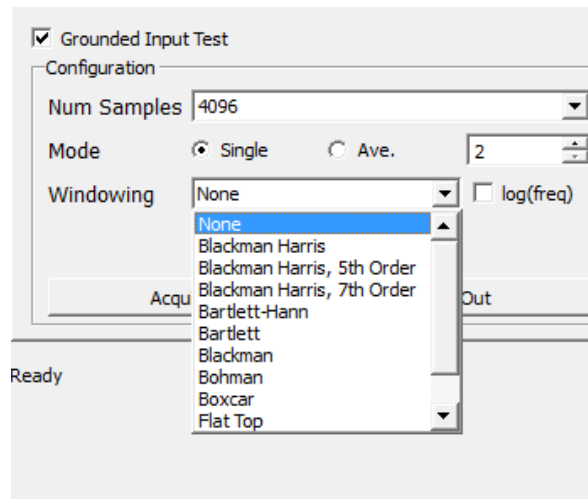 Grounded Input Test
Configuration
Num Samples 4096
Mode Single Ave. 2
Windowing None log(freq)
None
Blackman Harris
Blackman Harris, 5th Order
Blackman Harris, 7th Order
Acqu Out
Bartlett-Hann
Bartlett
Blackman
Ready
Bohman
Boxcar
Flat Top